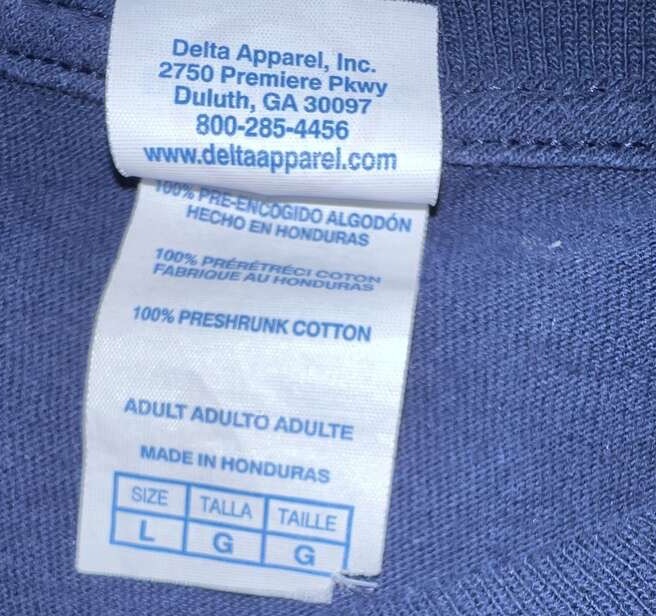 Delta Apparel, Inc.
2750 Premiere Pkwy
Duluth, GA 30097
800-285-4456
www.deltaapparel.com
100% PRE-ENCOGIDO ALGODÓN
HECHO EN HONDURAS
100% PRÉRÉTRÉCI COTON
FABRIQUE AU HONDURAS
100% PRESHRUNK COTTON
ADULT ADULTO ADULTE
MADE IN HONDURAS
SIZE TALLA TAILLE
L G G